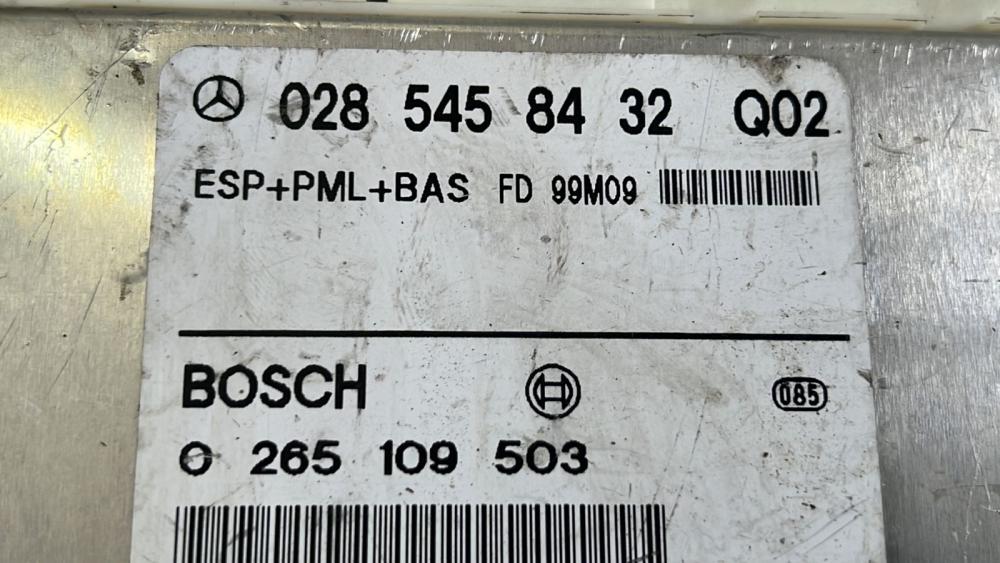 028 545 84 32 Q02
ESP+PML+BAS FD 99M09
BOSCH 085
0 265 109 503